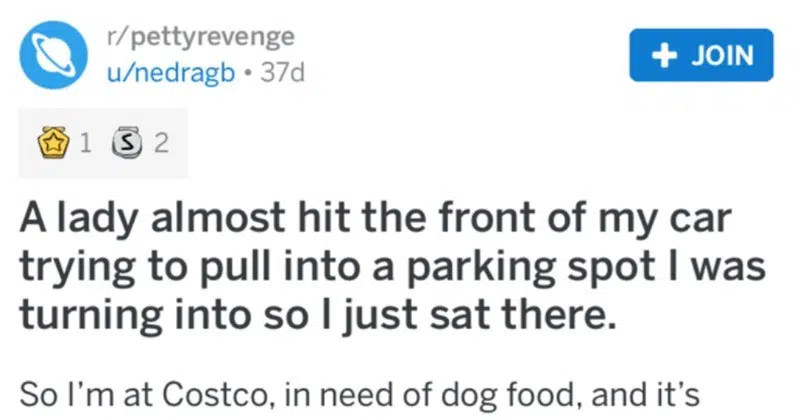 r/pettyrevenge
u/nedragb • 37d
+ JOIN
1 S 2
A lady almost hit the front of my car
trying to pull into a parking spot I was
turning into so I just sat there.
So I'm at Costco, in need of dog food, and it's